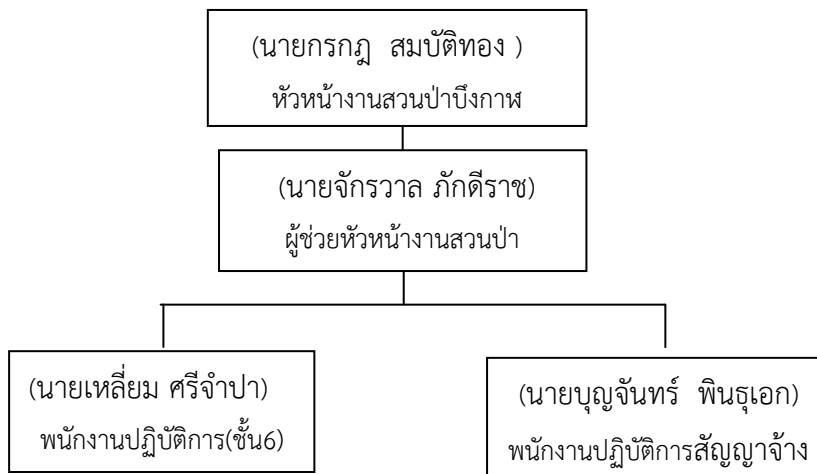 (นายกรกฎ  สมบัติทอง )
หัวหน้างานสวนป่าบึงกาฬ
(นายจักรวาล ภักดีราช)
ผู้ช่วยหัวหน้างานสวนป่า
(นายเหลี่ยม ศรีจำปา)
พนักงานปฏิบัติการ(ชั้น6)
(นายบุญจันทร์  พินธุเอก)
พนักงานปฏิบัติการสัญญาจ้าง